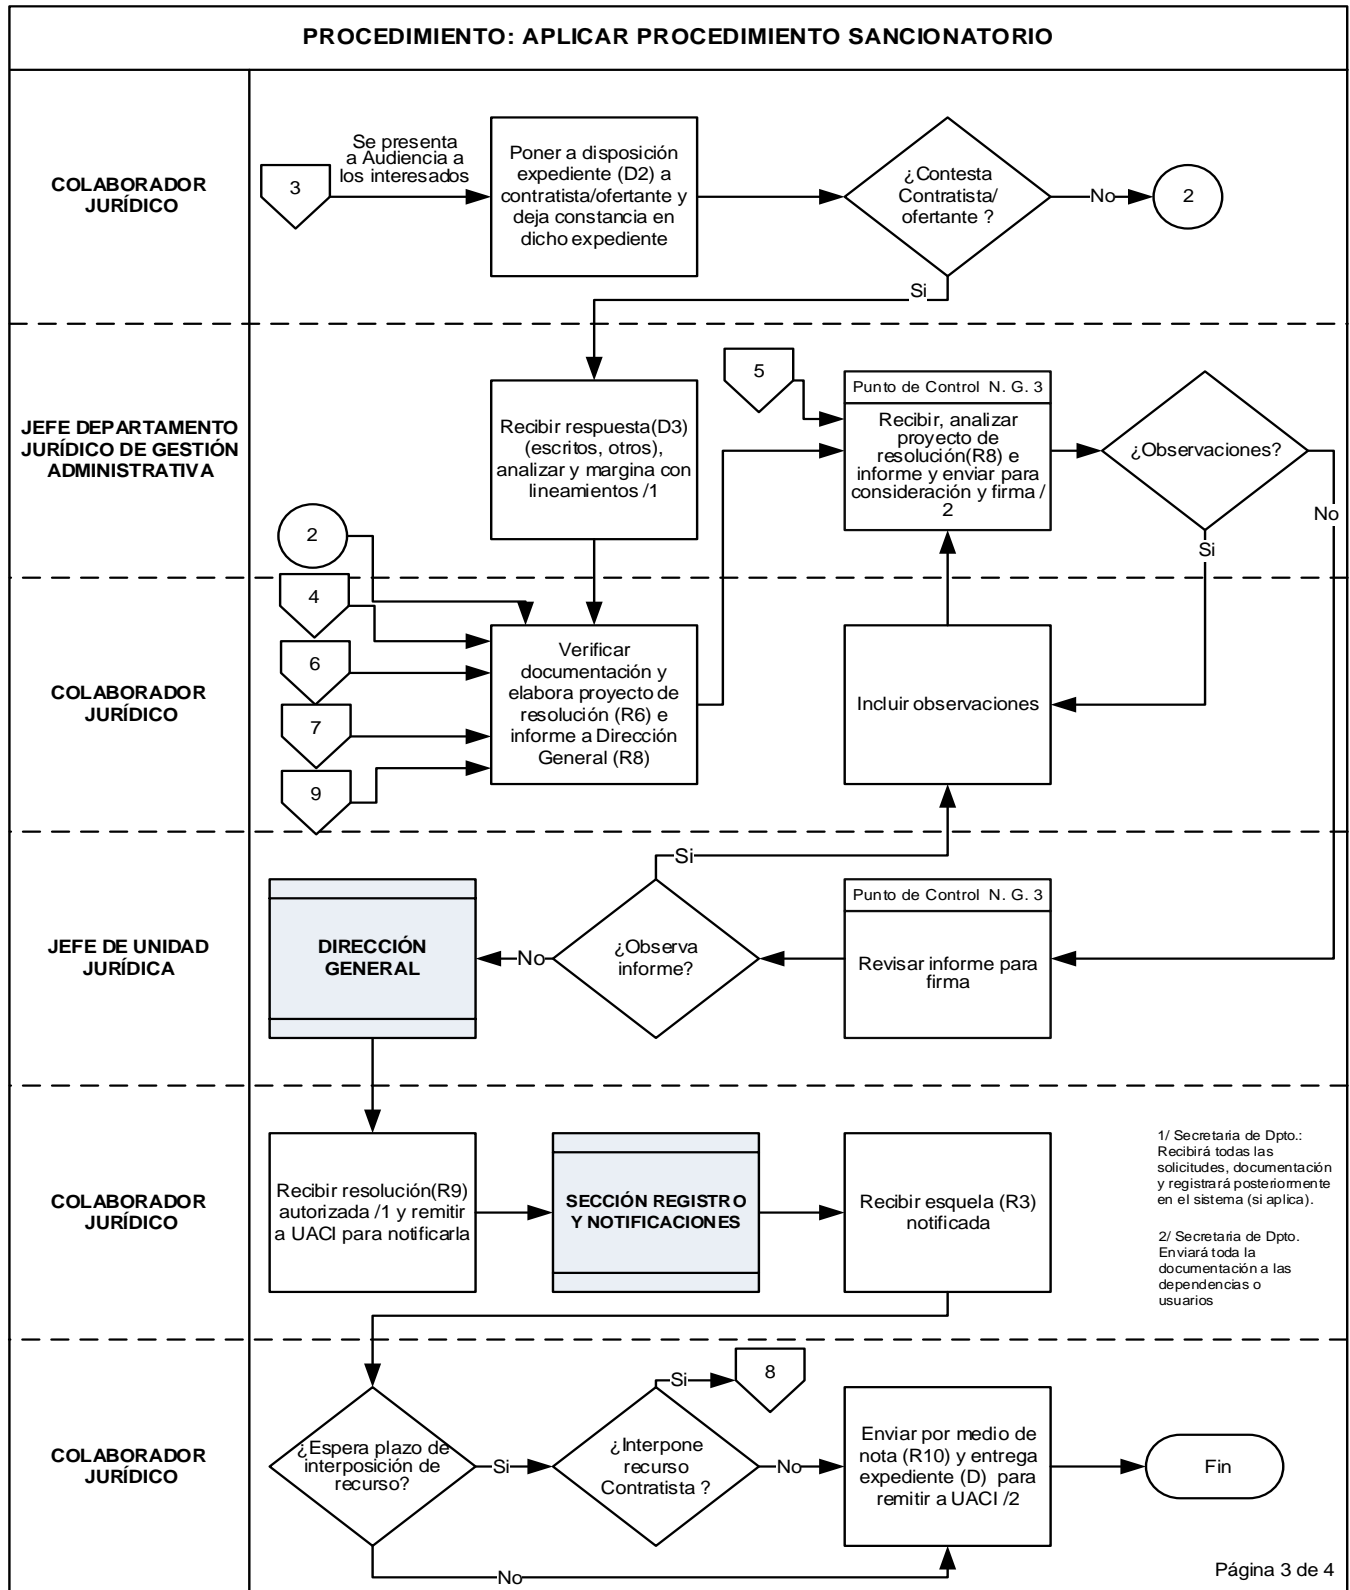 PROCEDIMIENTO: APLICAR PROCEDIMIENTO SANCIONATORIO
COLABORADOR
JURÍDICO
3
Se presenta
a Audiencia a
los interesados
Poner a disposición
expediente (D2) a
contratista/ofertante y
deja constancia en
dicho expediente
¿Contesta
Contratista/
ofertante ?
No
2
Si
JEFE DEPARTAMENTO
JURÍDICO DE GESTIÓN
ADMINISTRATIVA
Recibir respuesta(D3)
(escritos, otros),
analizar y margina con
lineamientos /1
5
Punto de Control N. G. 3
Recibir, analizar
proyecto de
resolución(R8) e
informe y enviar para
consideración y firma /
2
¿Observaciones?
No
Si
2
COLABORADOR
JURÍDICO
4
6
7
9
Verificar
documentación y
elabora proyecto de
resolución (R6) e
informe a Dirección
General (R8)
Incluir observaciones
JEFE DE UNIDAD
JURÍDICA
DIRECCIÓN
GENERAL
No
¿Observa
informe?
Si
Punto de Control N. G. 3
Revisar informe para
firma
COLABORADOR
JURÍDICO
Recibir resolución(R9)
autorizada /1 y remitir
a UACI para notificarla
SECCIÓN REGISTRO
Y NOTIFICACIONES
Recibir esquela (R3)
notificada
1/ Secretaria de Dpto.:
Recibirá todas las
solicitudes, documentación
y registrará posteriormente
en el sistema (si aplica).
2/ Secretaria de Dpto.
Enviará toda la
documentación a las
dependencias o
usuarios
COLABORADOR
JURÍDICO
¿Espera plazo de
interposición de
recurso?
Si
¿Interpone
recurso
Contratista ?
Si
8
No
Enviar por medio de
nota (R10) y entrega
expediente (D) para
remitir a UACI /2
Fin
No
Página 3 de 4